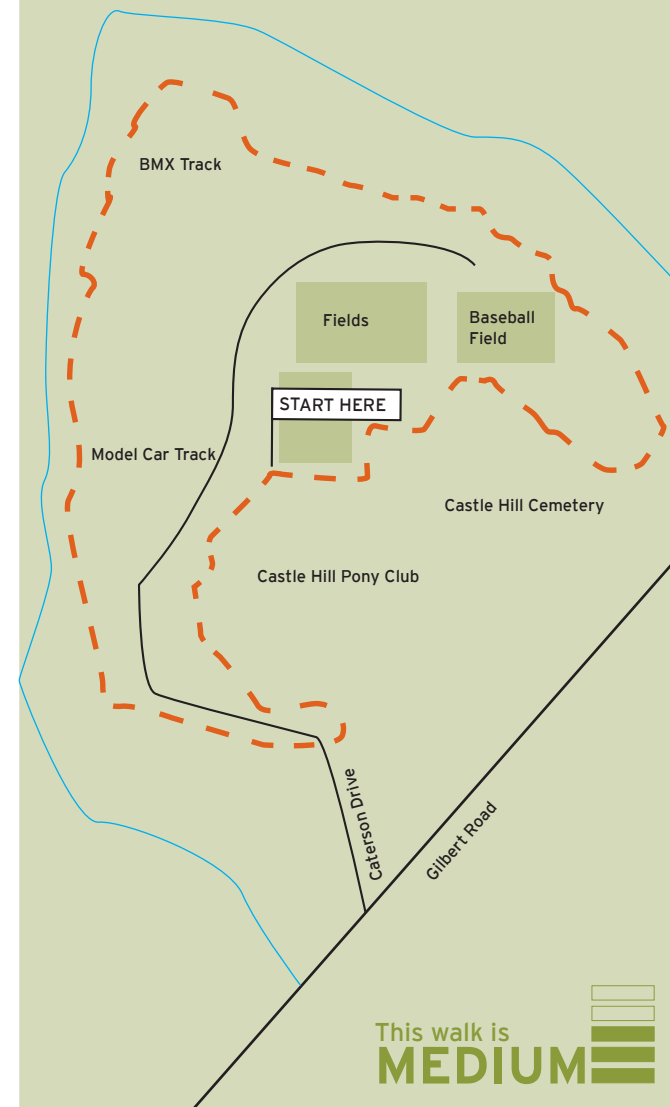 BMX Track
Fields
Baseball
Field
START HERE
Model Car Track
Castle Hill Cemetery
Castle Hill Pony Club
Caterson Drive
Gilbert Road
This walk is
MEDIUM